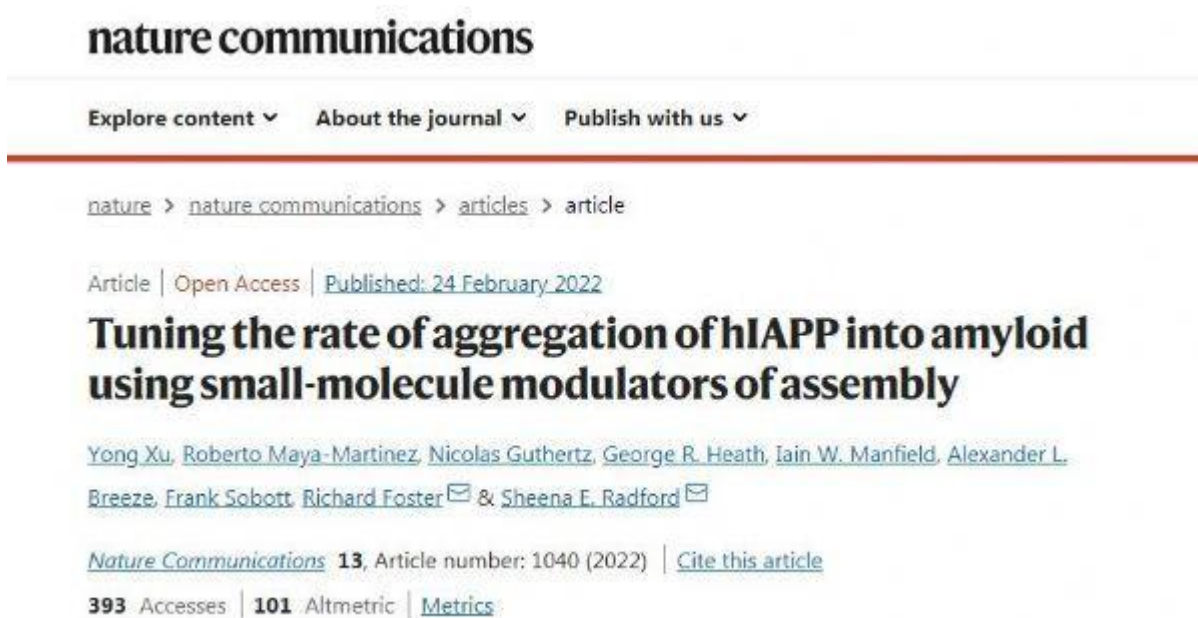 nature communications
Explore content About the journal Publish with us
nature > nature communications > articles > article
Article | Open Access | Published: 24 February 2022
Tuning the rate of aggregation of hIAPP into amyloid
using small-molecule modulators of assembly
Yong Xu, Roberto Maya-Martinez, Nicolas Guthertz, George R. Heath, Iain W. Manfield, Alexander L.
Breeze, Frank Sobott, Richard Foster & Sheena E. Radford
Nature Communications 13, Article number: 1040 (2022) | Cite this article
393 Accesses | 101 Altmetric | Metrics